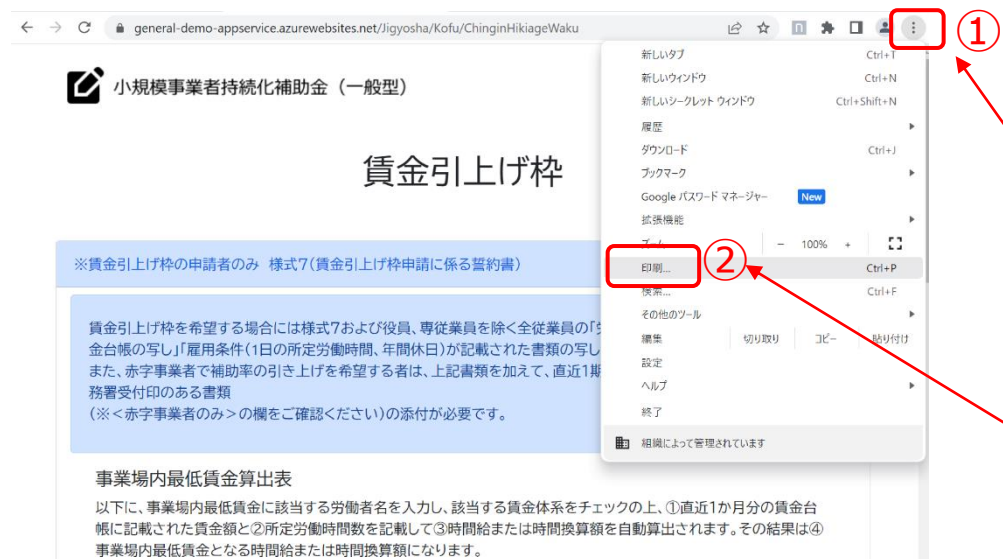 general-demo-appservice.azurewebsites.net/Jigyosha/Kofu/ChinginHikiageWaku
①
小規模事業者持続化補助金（一般型）
賃金引上げ枠
※賃金引上げ枠の申請者のみ 様式7（賃金引上げ枠申請に係る誓約書）
賃金引上げ枠を希望する場合には様式7および役員、専従業員を除く全従業員の「
金台帳の写し」「雇用条件（1日の所定労働時間、年間休日）が記載された書類の写し
また、赤字事業者で補助率の引き上げを希望する者は、上記書類を加えて、直近1期
務署受付印のある書類
（※＜赤字事業者のみ＞の欄をご確認ください）の添付が必要です。
事業場内最低賃金算出表
以下に、事業場内最低賃金に該当する労働者名を入力し、該当する賃金体系をチェックの上、①直近1か月分の賃金台
帳に記載された賃金額と②所定労働時間数を記載して③時間給または時間換算額を自動算出されます。その結果は④
事業場内最低賃金となる時間給または時間換算額になります。
新しいタブ Ctrl+T
新しいウィンドウ Ctrl+N
新しいシークレット ウィンドウ Ctrl+Shift+N
履歴
ダウンロード Ctrl+J
ブックマーク
Google パスワード マネージャー New
拡張機能
ズーム − 100% +
印刷... Ctrl+P
②
検索... Ctrl+F
その他のツール
編集 切り取り コピー 貼り付け
設定
ヘルプ
終了
組織によって管理されています